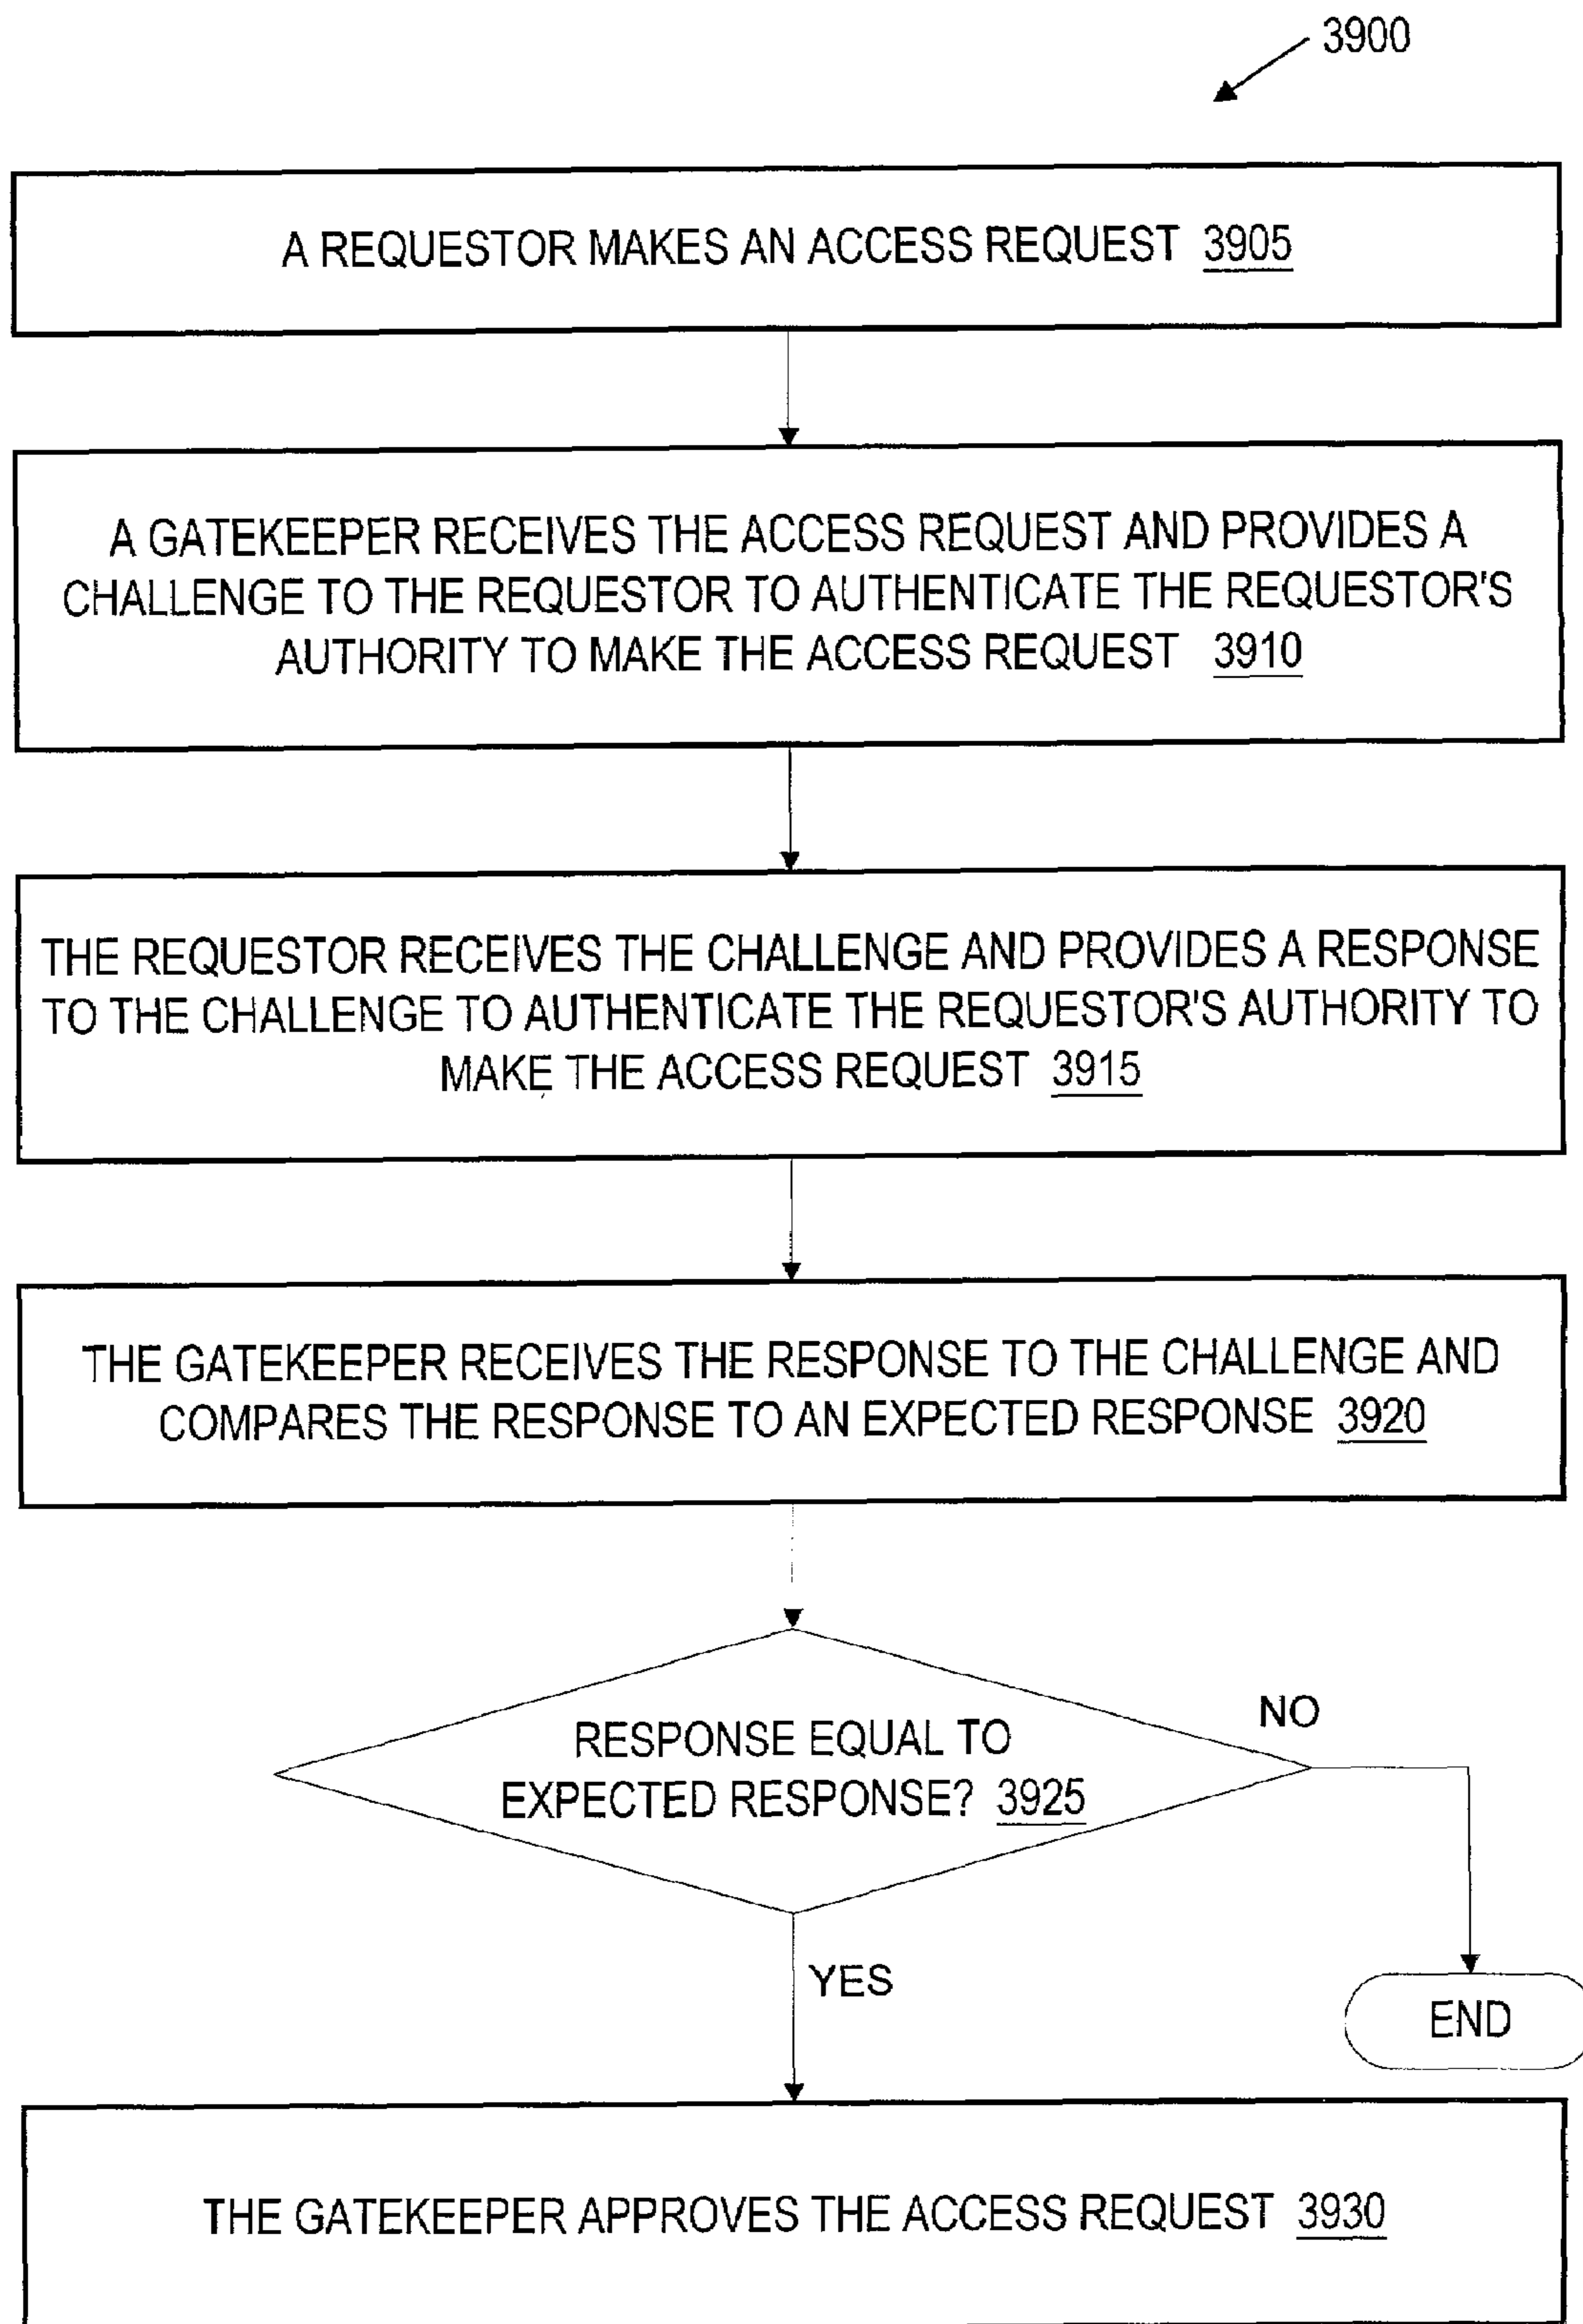 3900
A REQUESTOR MAKES AN ACCESS REQUEST 3905
A GATEKEEPER RECEIVES THE ACCESS REQUEST AND PROVIDES A
CHALLENGE TO THE REQUESTOR TO AUTHENTICATE THE REQUESTOR'S
AUTHORITY TO MAKE THE ACCESS REQUEST 3910
THE REQUESTOR RECEIVES THE CHALLENGE AND PROVIDES A RESPONSE
TO THE CHALLENGE TO AUTHENTICATE THE REQUESTOR'S AUTHORITY TO
MAKE THE ACCESS REQUEST 3915
THE GATEKEEPER RECEIVES THE RESPONSE TO THE CHALLENGE AND
COMPARES THE RESPONSE TO AN EXPECTED RESPONSE 3920
RESPONSE EQUAL TO
EXPECTED RESPONSE? 3925
NO
YES
END
THE GATEKEEPER APPROVES THE ACCESS REQUEST 3930